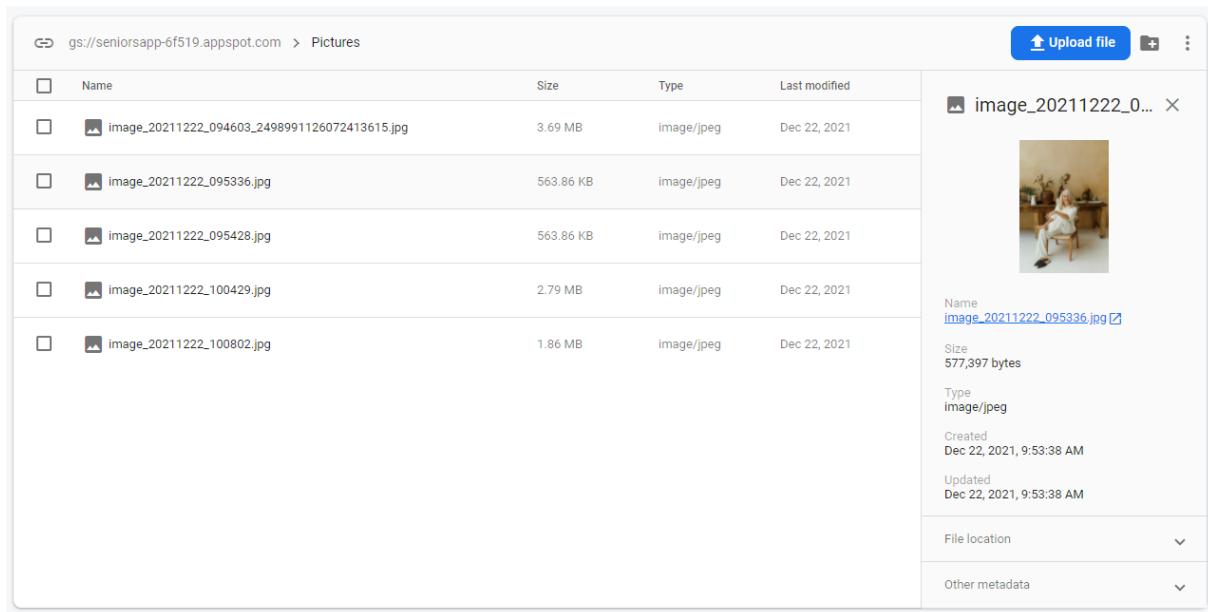 gs://seniorsapp-6f519.appspot.com > Pictures
Upload file
Name Size Type Last modified
image_20211222_094603_2498991126072413615.jpg 3.69 MB image/jpeg Dec 22, 2021
image_20211222_095336.jpg 563.86 KB image/jpeg Dec 22, 2021
image_20211222_095428.jpg 563.86 KB image/jpeg Dec 22, 2021
image_20211222_100429.jpg 2.79 MB image/jpeg Dec 22, 2021
image_20211222_100802.jpg 1.86 MB image/jpeg Dec 22, 2021
image_20211222_0...
Name
image_20211222_095336.jpg
Size
577,397 bytes
Type
image/jpeg
Created
Dec 22, 2021, 9:53:38 AM
Updated
Dec 22, 2021, 9:53:38 AM
File location
Other metadata